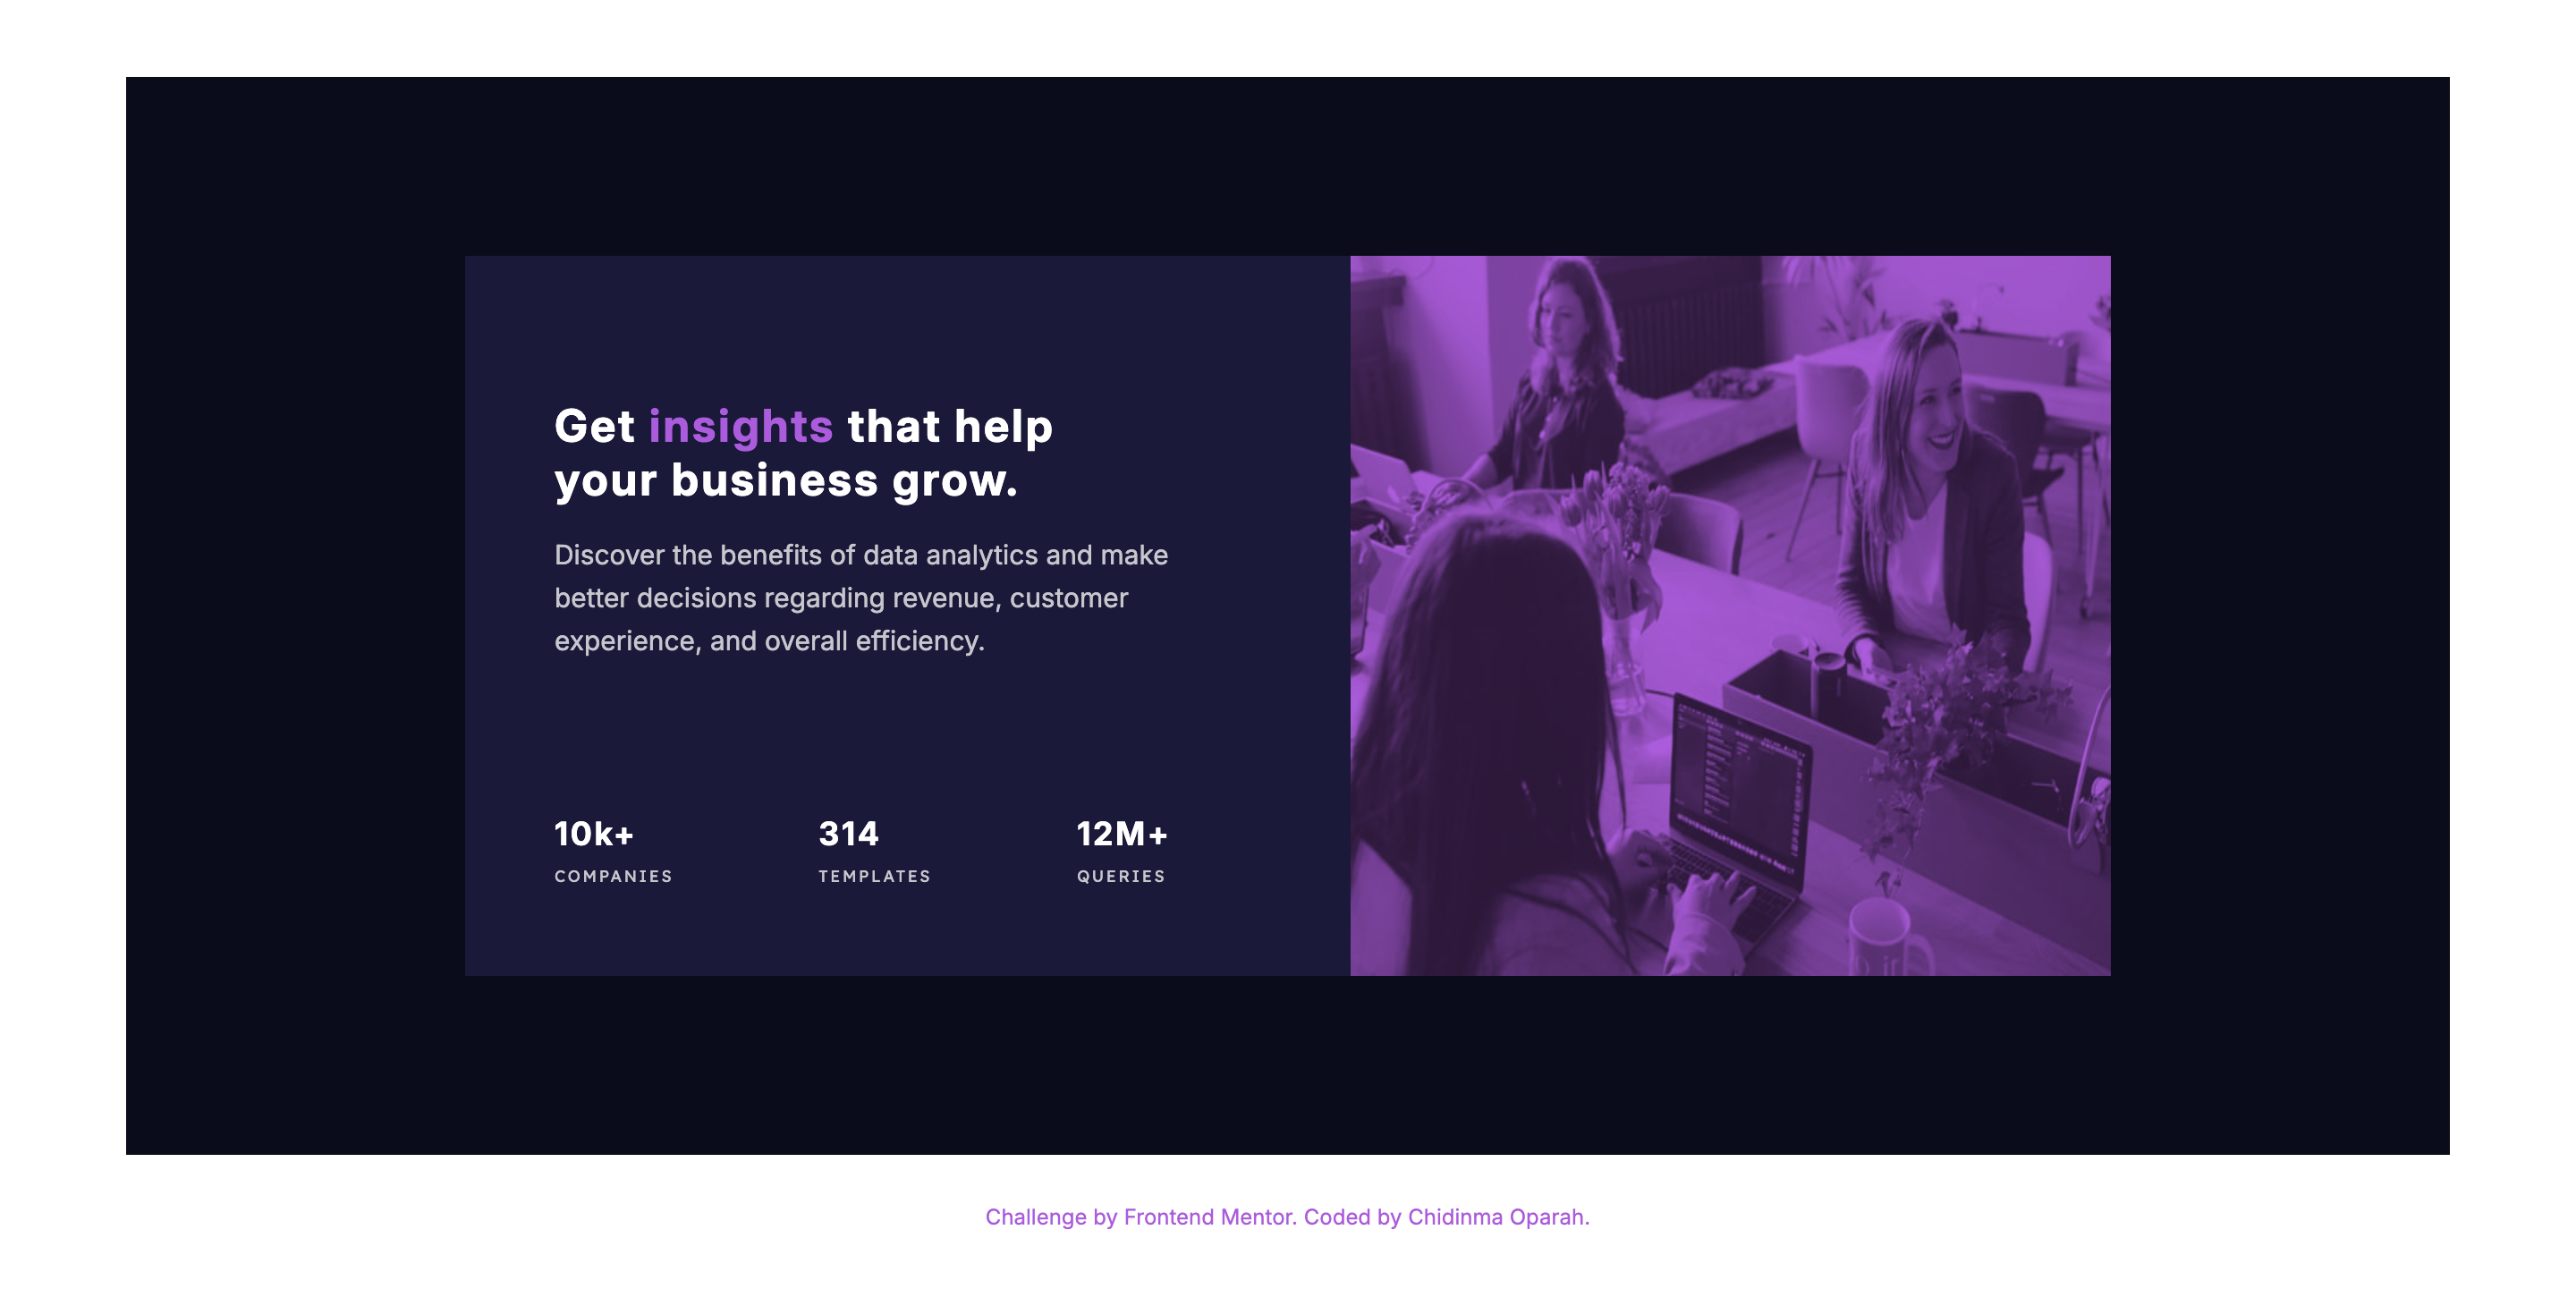 Get insights that help
your business grow.
Discover the benefits of data analytics and make
better decisions regarding revenue, customer
experience, and overall efficiency.
10k+
COMPANIES
314
TEMPLATES
12M+
QUERIES
Challenge by Frontend Mentor. Coded by Chidinma Oparah.